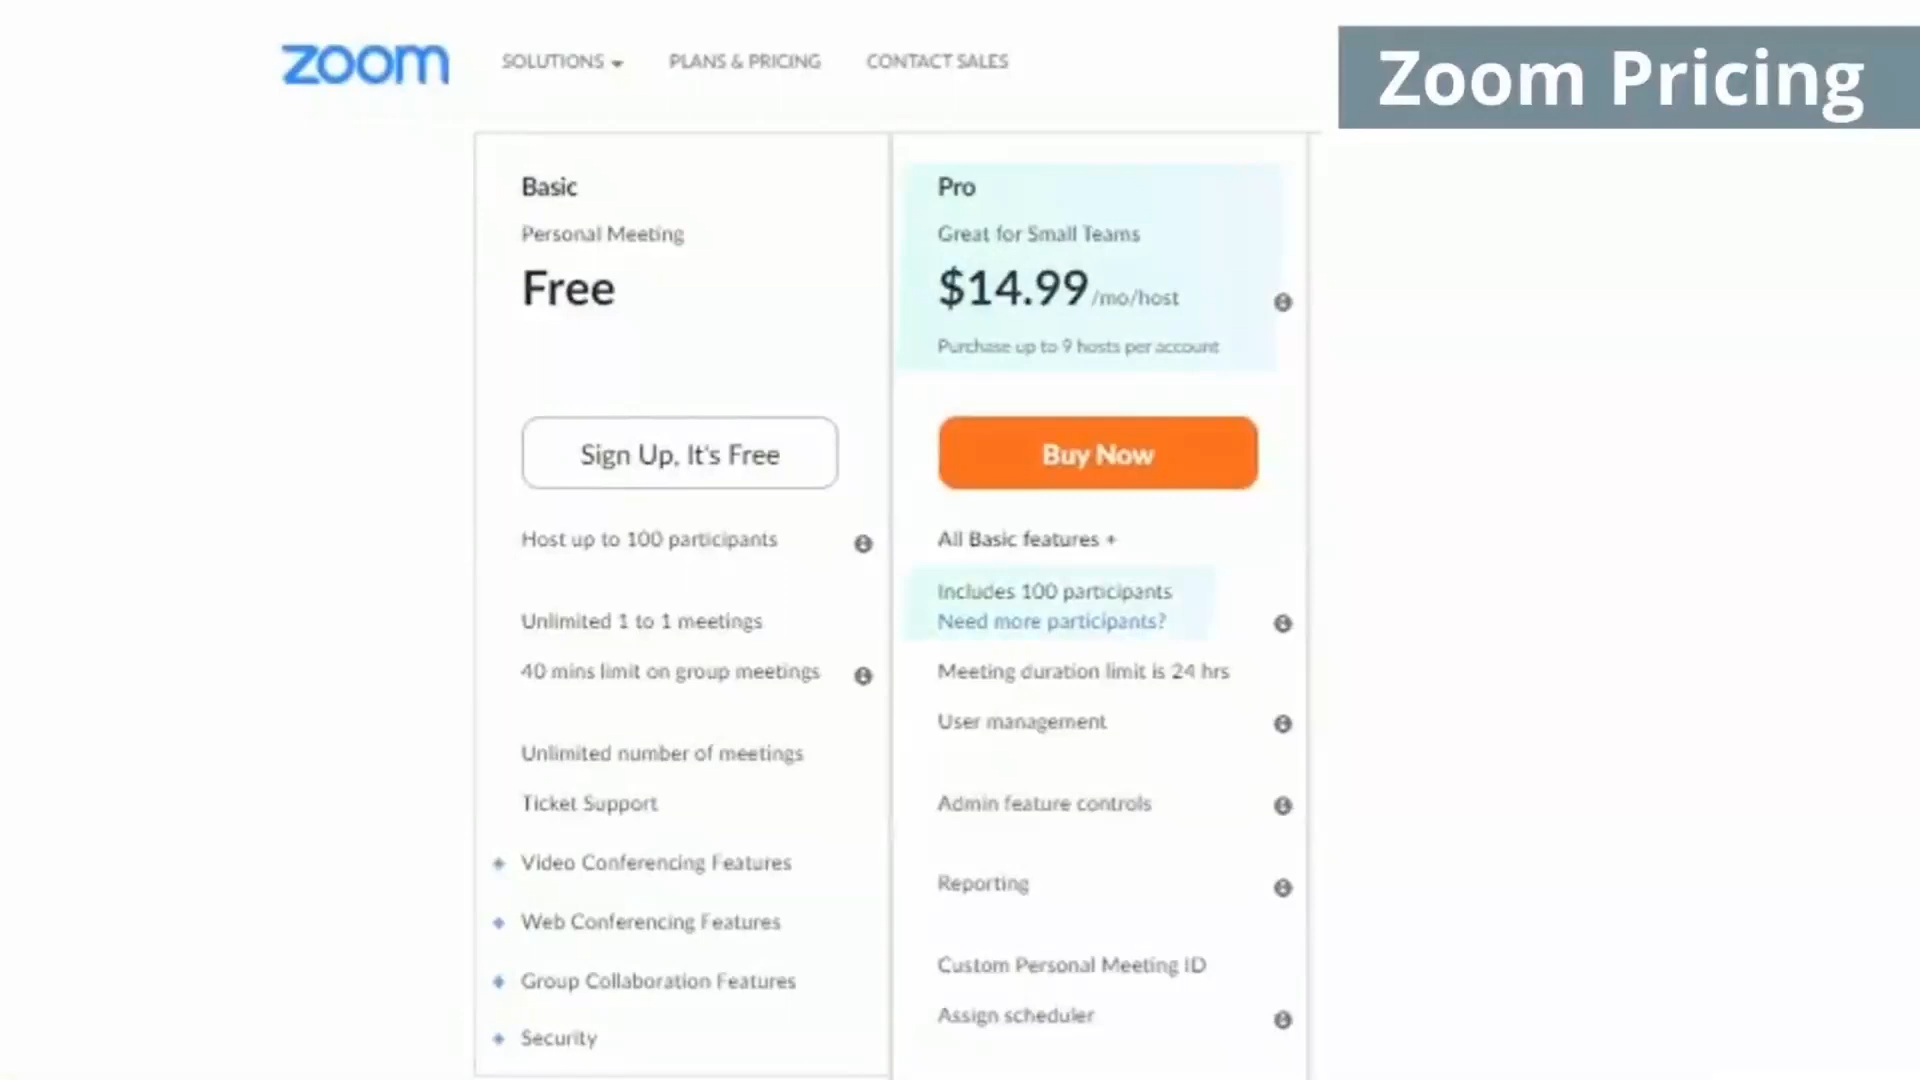 zoom
SOLUTIONS
PLANS & PRICING
CONTACT SALES
Zoom Pricing
Basic
Personal Meeting
Free
Sign Up, It's Free
Host up to 100 participants
Unlimited 1 to 1 meetings
40 mins limit on group meetings
Unlimited number of meetings
Ticket Support
Video Conferencing Features
Web Conferencing Features
Group Collaboration Features
Security
Pro
Great for Small Teams
$14.99 /mo/host
Purchase up to 9 hosts per account
Buy Now
All Basic features +
Includes 100 participants
Need more participants?
Meeting duration limit is 24 hrs
User management
Admin feature controls
Reporting
Custom Personal Meeting ID
Assign scheduler